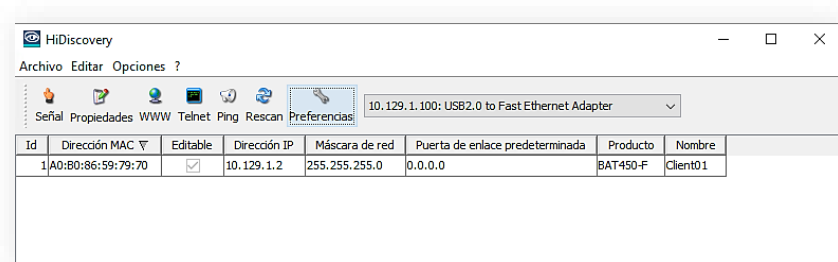 HiDiscovery
Archivo Editar Opciones ?
Señal Propiedades WWW Telnet Ping Rescan Preferencias 10.129.1.100: USB2.0 to Fast Ethernet Adapter
Id Dirección MAC Editable Dirección IP Máscara de red Puerta de enlace predeterminada Producto Nombre
1 A0:B0:86:59:79:70 10.129.1.2 255.255.255.0 0.0.0.0 BAT450-F Client01